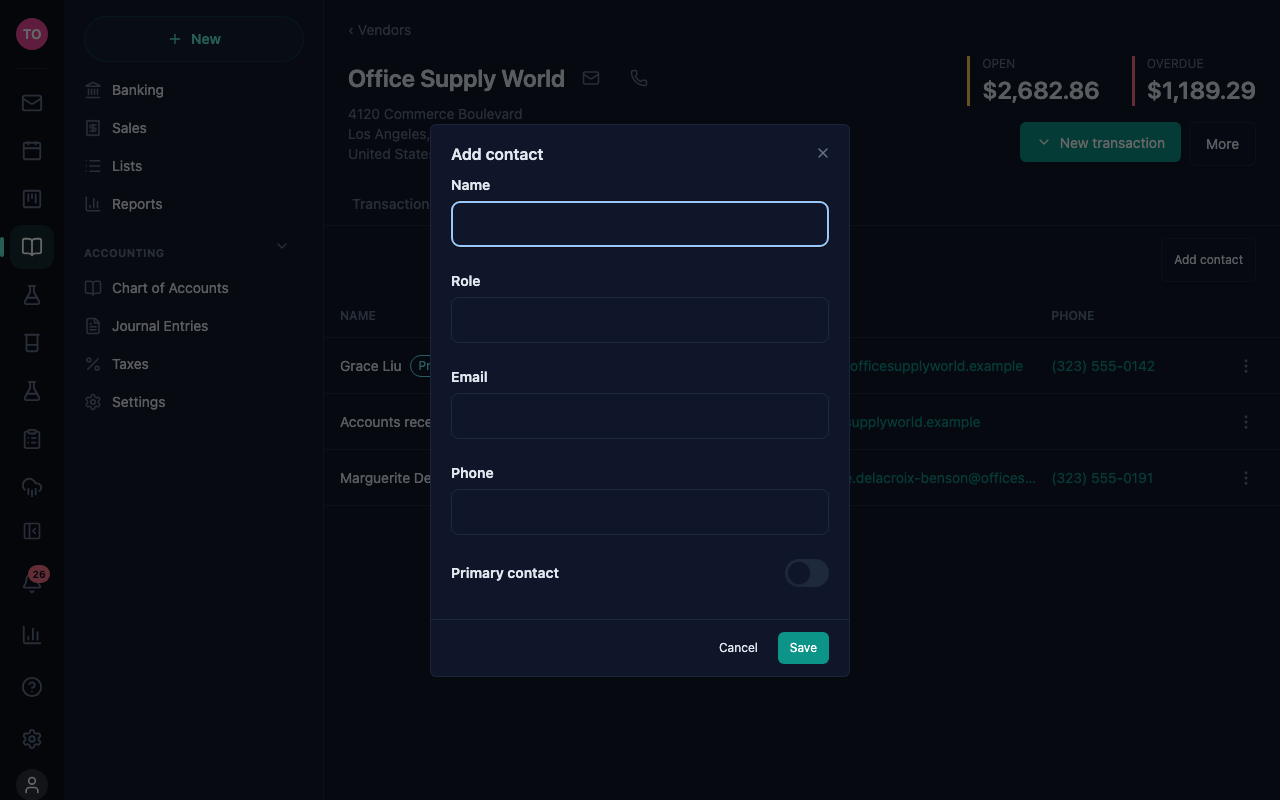 TO
+ New
Banking
Sales
Lists
Reports
ACCOUNTING
Chart of Accounts
Journal Entries
Taxes
Settings
26
‹ Vendors
Office Supply World
4120 Commerce Boulevard
Los Angeles,
United
OPEN
$2,682.86
OVERDUE
$1,189.29
New transaction
More
Transaction
Add contact
NAME
PHONE
Grace Liu
officesupplyworld.example
(323) 555-0142
Accounts
supplyworld.example
Marguerite
.delacroix-benson@offices...
(323) 555-0191
Add contact
Name
Role
Email
Phone
Primary contact
Cancel
Save